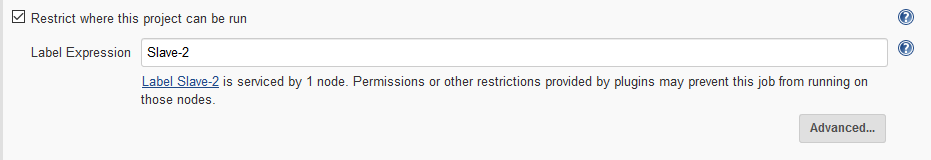 Restrict where this project can be run
?
Label Expression
Slave-2
?
Label Slave-2 is serviced by 1 node. Permissions or other restrictions provided by plugins may prevent this job from running on
those nodes.
Advanced...